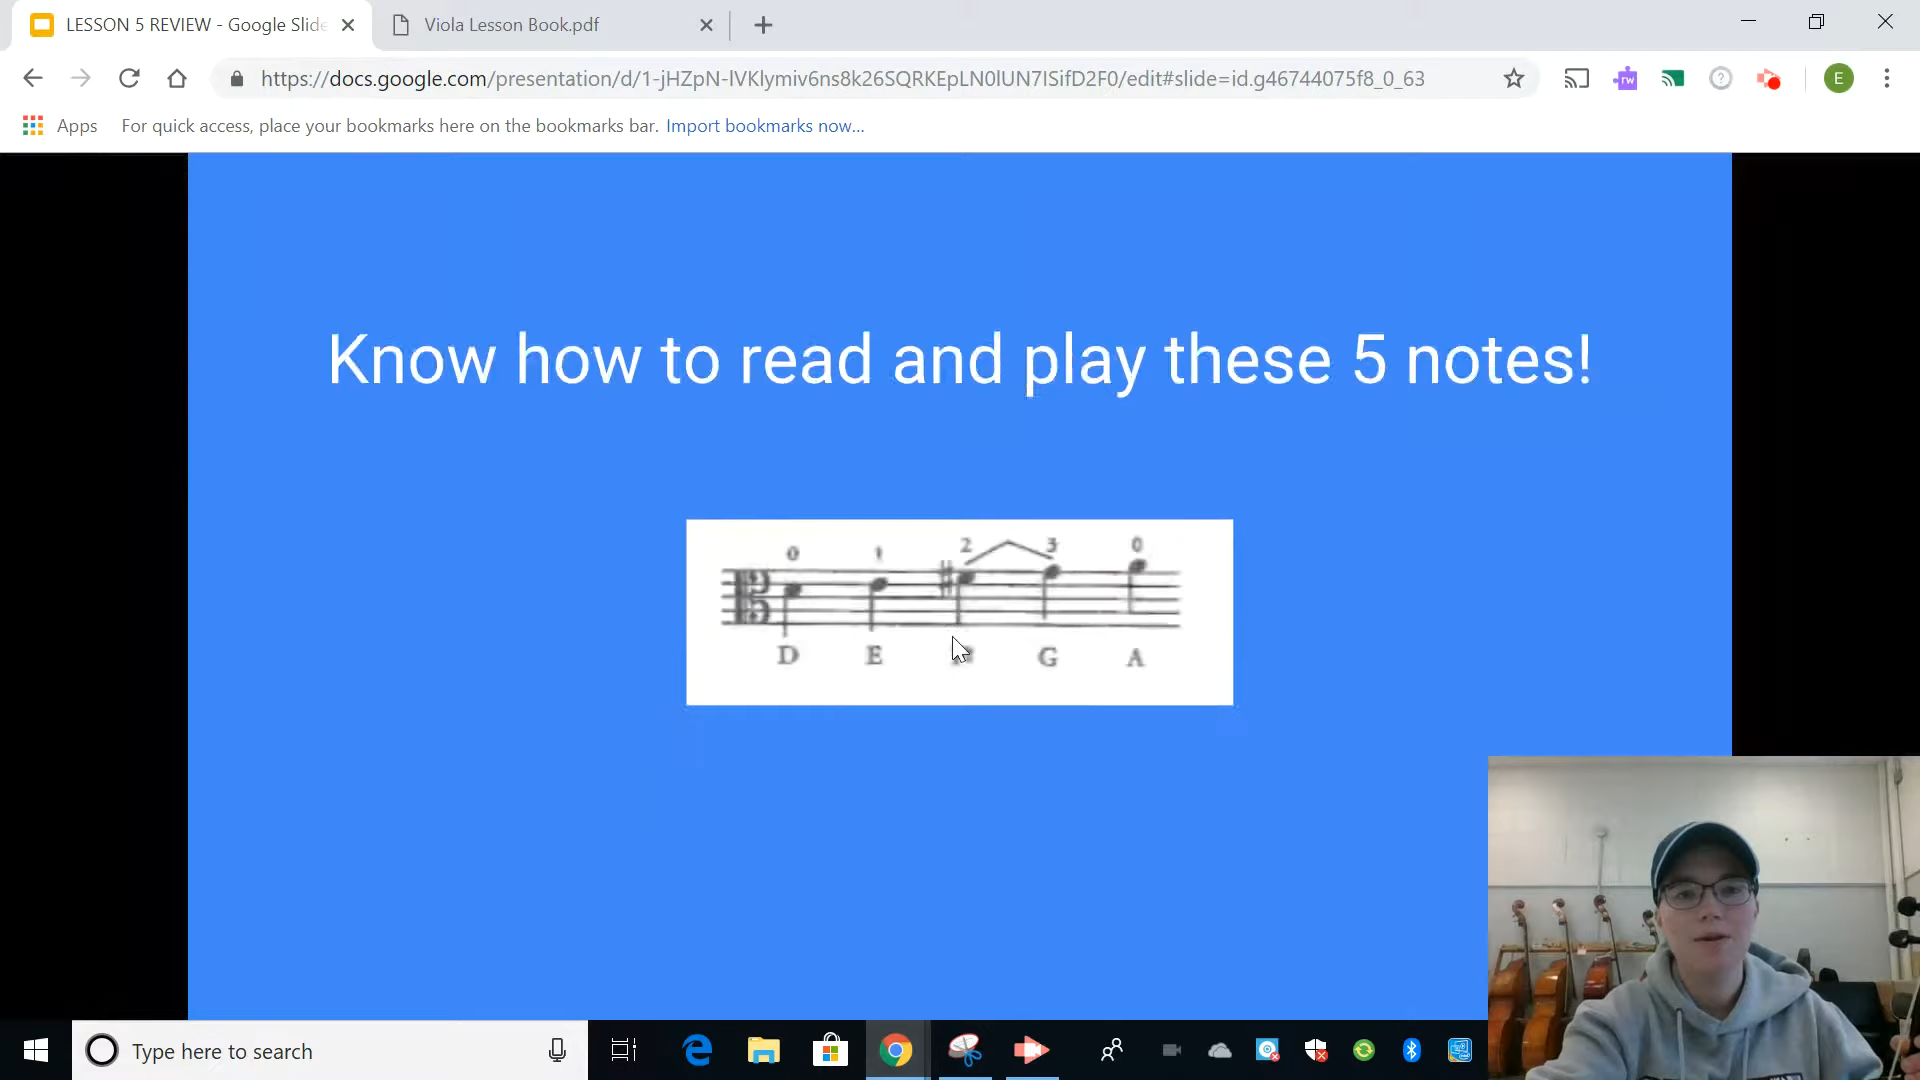 LESSON 5 REVIEW - Google Slide
Viola Lesson Book.pdf
https://docs.google.com/presentation/d/1-jHZpN-lVKlymiv6ns8k26SQRKEpLN0lUN7ISifD2F0/edit#slide=id.g46744075f8_0_63
rw
E
Apps For quick access, place your bookmarks here on the bookmarks bar. Import bookmarks now...
Know how to read and play these 5 notes!
0 1 2 3 0
D E G A
Type here to search